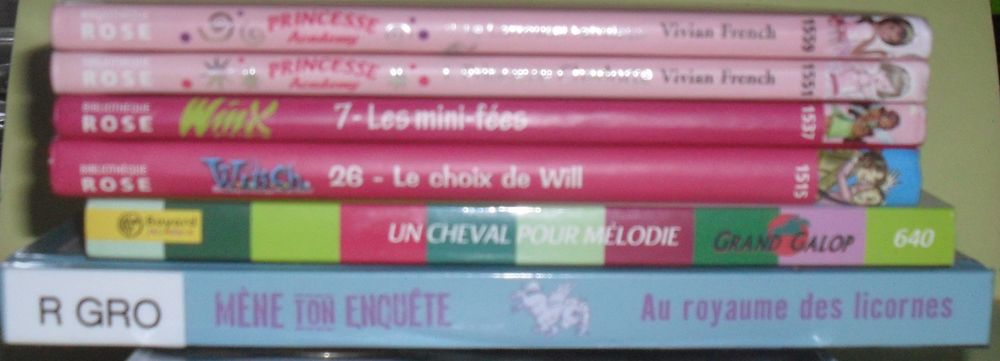 BIBLIOTHÈQUE
ROSE PRINCESSE Academy Vivian French 1559
BIBLIOTHÈQUE
ROSE PRINCESSE Academy Vivian French 1551
BIBLIOTHÈQUE
ROSE Winx 7 - Les mini-fées 1537
BIBLIOTHÈQUE
ROSE W.i.t.c.h. 26 - Le choix de Will 1515
Bayard UN CHEVAL POUR MÉLODIE GRAND GALOP 640
R GRO MÈNE TON ENQUÊTE Au royaume des licornes